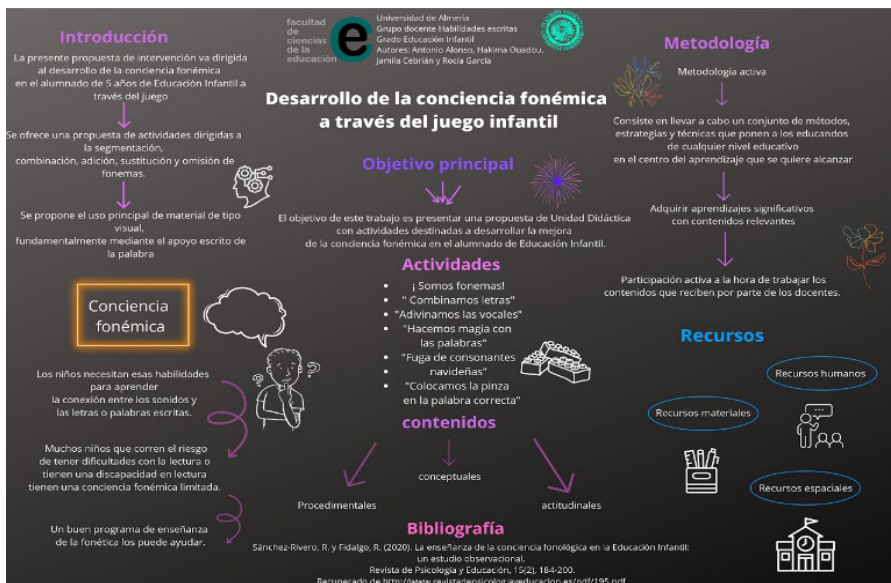 facultad
de
ciencias
de la
educación
e
Universidad de Almería
Grupo docente Habilidades escritas
Grado Educación Infantil
Autores: Antonio Alonso, Hakima Ouadou,
Jamila Cebrián y Rocía García
Desarrollo de la conciencia fonémica
a través del juego infantil
Introducción
La presente propuesta de intervención va dirigida
al desarrollo de la conciencia fonémica
en el alumnado de 5 años de Educación Infantil a
través del juego
Se ofrece una propuesta de actividades dirigidas a
la segmentación,
combinación, adición, sustitución y omisión de
fonemas.
Se propone el uso principal de material de tipo
visual,
fundamentalmente mediante el apoyo escrito de
la palabra
Conciencia
fonémica
Los niños necesitan esas habilidades
para aprender
la conexión entre los sonidos y
las letras o palabras escritas.
Muchos niños que corren el riesgo
de tener dificultades con la lectura o
tienen una discapacidad en lectura
tienen una conciencia fonémica limitada.
Un buen programa de enseñanza
de la fonética los puede ayudar.
? ?
Objetivo principal
El objetivo de este trabajo es presentar una propuesta de Unidad Didáctica
con actividades destinadas a desarrollar la mejora
de la conciencia fonémica en el alumnado de Educación Infantil.
Actividades
• ¡ Somos fonemas!
• " Combinamos letras"
• "Adivinamos las vocales"
• "Hacemos magia con
las palabras"
• "Fuga de consonantes
navideñas"
• "Colocamos la pinza
en la palabra correcta"
contenidos
Procedimentales
conceptuales
actitudinales
Bibliografía
Sánchez-Rivero, R. y Fidalgo, R. (2020). La enseñanza de la conciencia fonológica en la Educación Infantil:
un estudio observacional.
Revista de Psicología y Educación, 15(2), 184-200.
Recuperado de http://www.revistadepsicologiayeducacion.es/pdf/195.pdf
Metodología
Metodología activa
Consiste en llevar a cabo un conjunto de métodos,
estrategias y técnicas que ponen a los educandos
de cualquier nivel educativo
en el centro del aprendizaje que se quiere alcanzar
Adquirir aprendizajes significativos
con contenidos relevantes
Participación activa a la hora de trabajar los
contenidos que reciben por parte de los docentes.
Recursos
Recursos humanos
Recursos materiales
Recursos espaciales